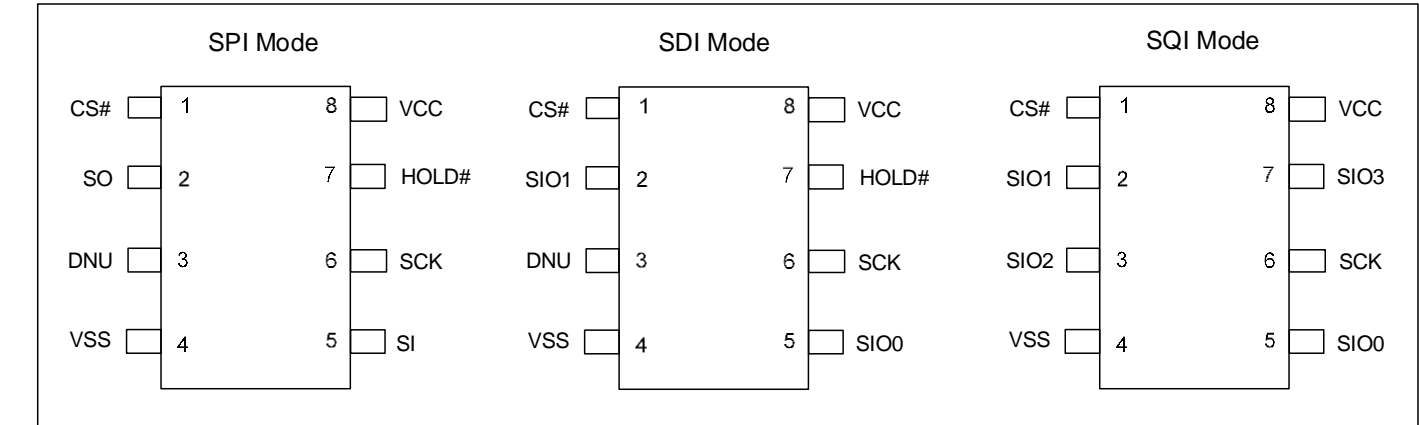 SPI Mode
CS# 1 8 VCC
SO 2 7 HOLD#
DNU 3 6 SCK
VSS 4 5 SI
SDI Mode
CS# 1 8 VCC
SIO1 2 7 HOLD#
DNU 3 6 SCK
VSS 4 5 SIO0
SQI Mode
CS# 1 8 VCC
SIO1 2 7 SIO3
SIO2 3 6 SCK
VSS 4 5 SIO0